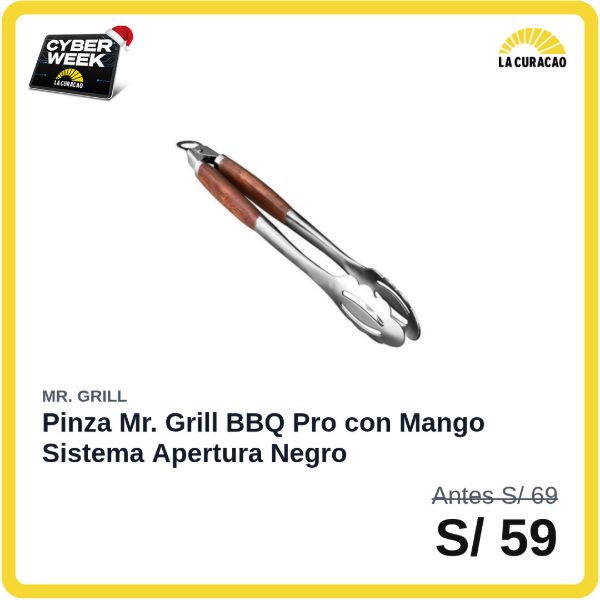 CYBER
WEEK
LA CURACAO
LA CURACAO
MR. GRILL
Pinza Mr. Grill BBQ Pro con Mango
Sistema Apertura Negro
Antes S/ 69
S/ 59